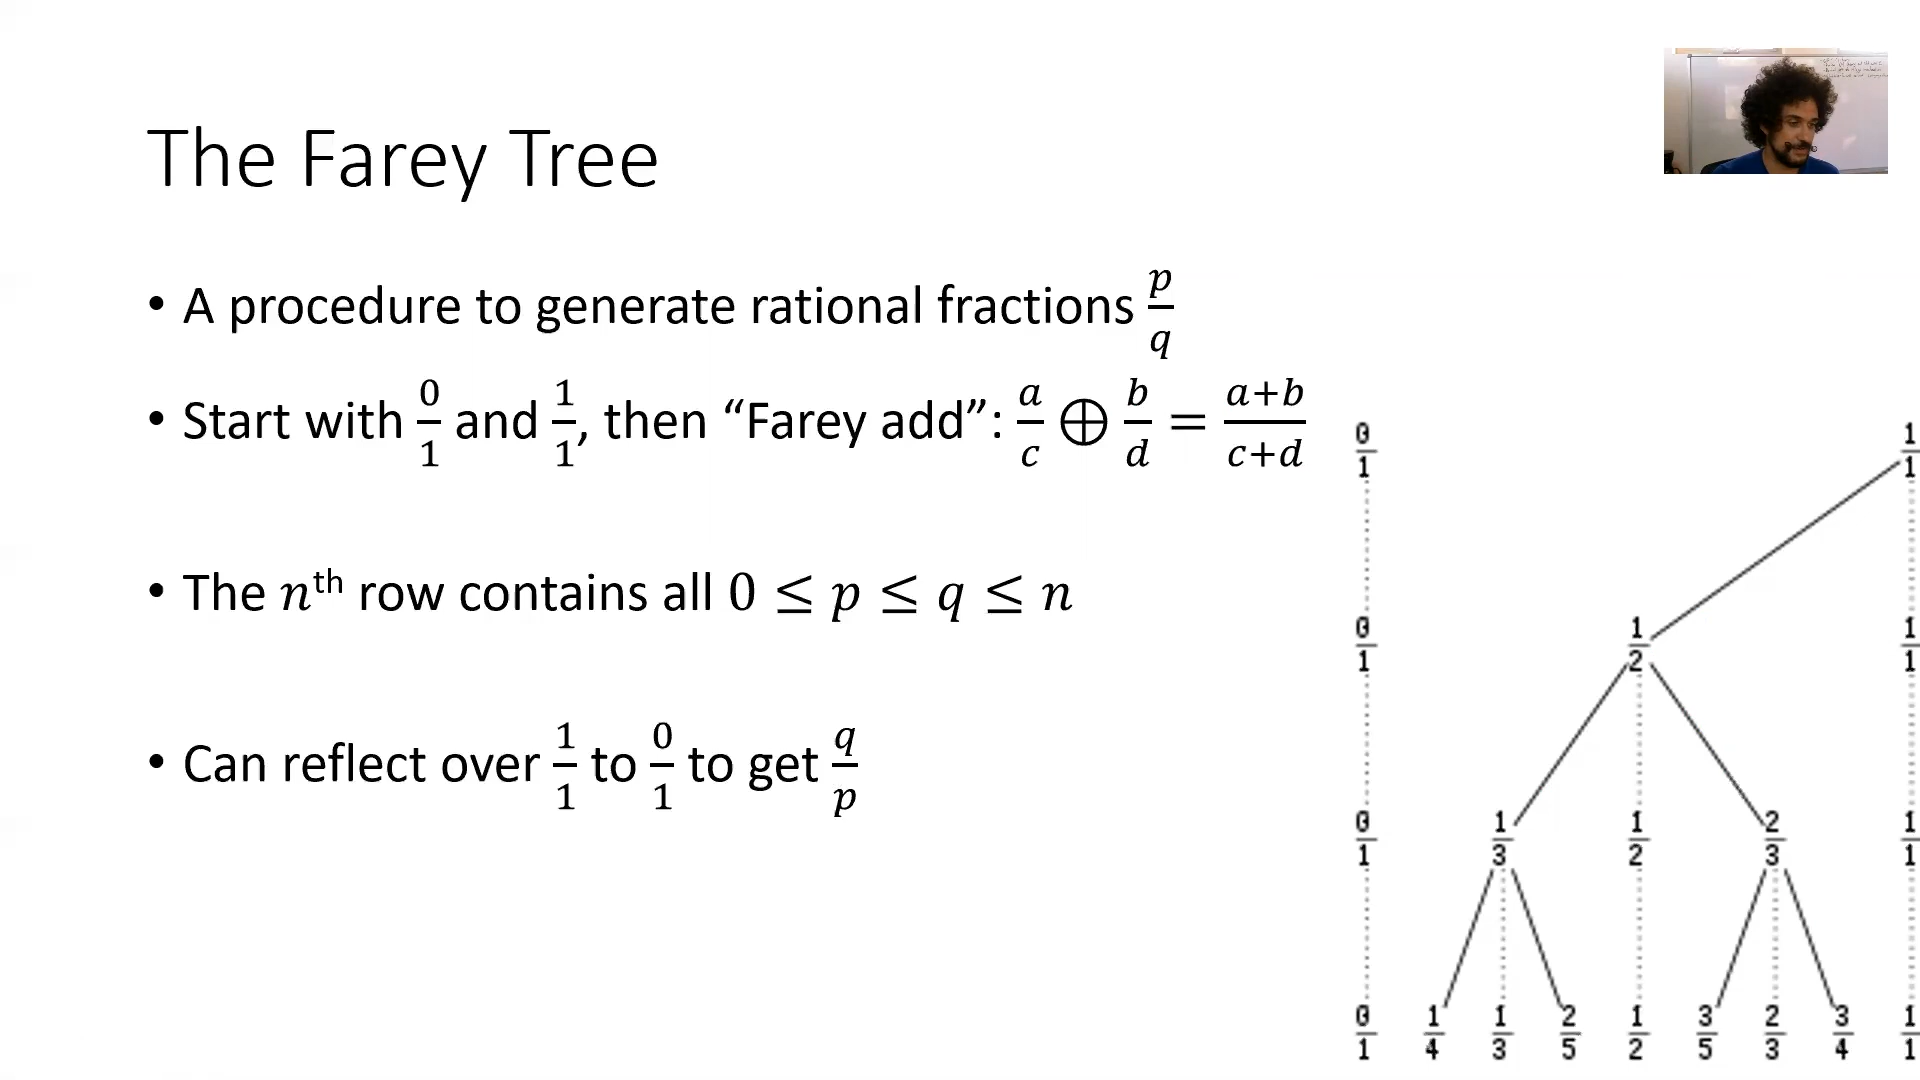 The Farey Tree
• A procedure to generate rational fractions p/q
• Start with 0/1 and 1/1, then “Farey add”: a/c ⊕ b/d = a+b/c+d
• The nth row contains all 0 ≤ p ≤ q ≤ n
• Can reflect over 1/1 to 0/1 to get q/p
0/1 1/1
0/1 1/2 1/1
0/1 1/3 1/2 2/3 1/1
0/1 1/4 1/3 2/5 1/2 3/5 2/3 3/4 1/1